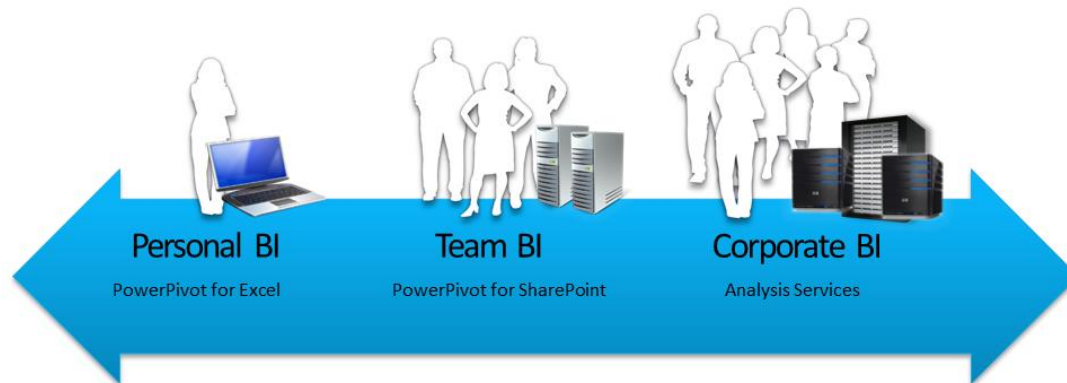 Personal BI
Team BI
Corporate BI
PowerPivot for Excel
PowerPivot for SharePoint
Analysis Services